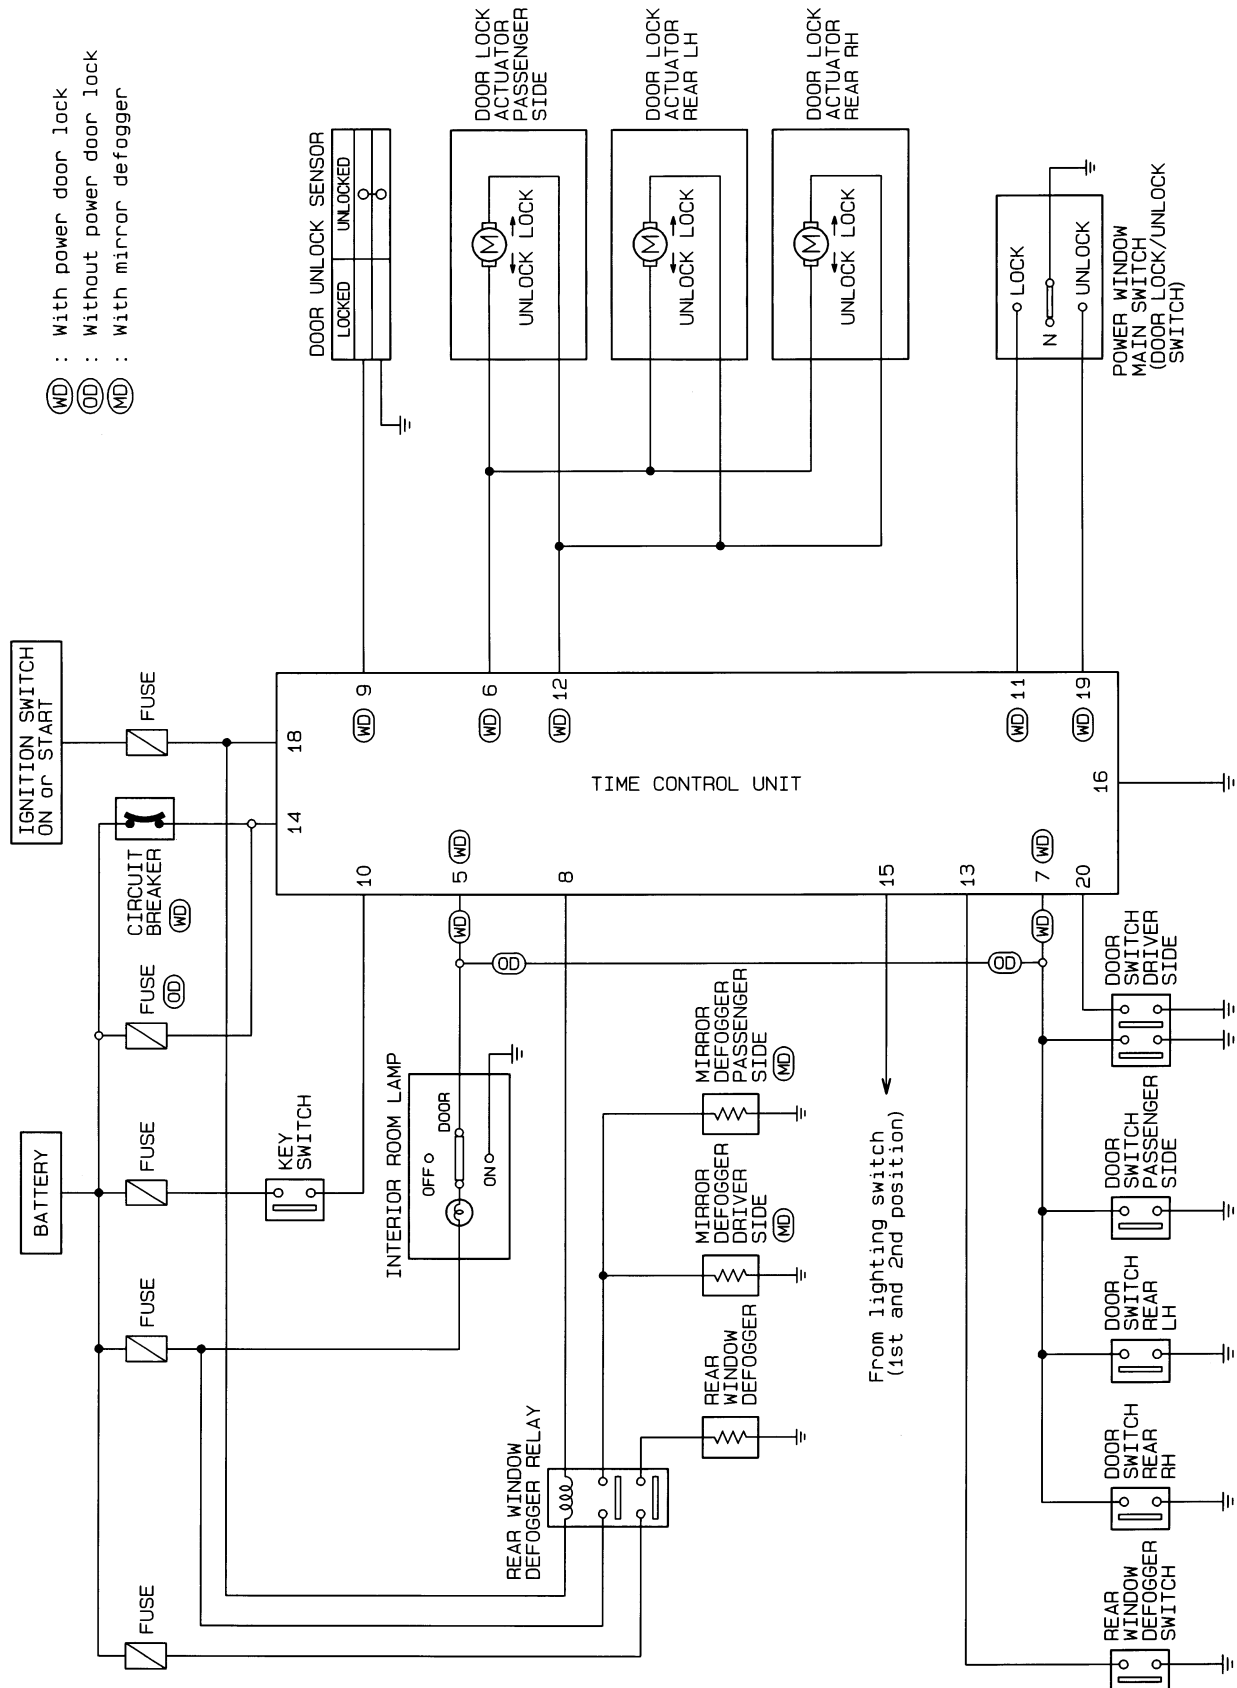 WD : With power door lock
OD : Without power door lock
MD : With mirror defogger
BATTERY
IGNITION SWITCH
ON or START
FUSE
FUSE
FUSE
FUSE
OD
CIRCUIT
BREAKER
WD
FUSE
KEY
SWITCH
INTERIOR ROOM LAMP
OFF
DOOR
ON
REAR WINDOW
DEFOGGER RELAY
REAR
WINDOW
DEFOGGER
MIRROR
DEFOGGER
DRIVER
SIDE
MD
MIRROR
DEFOGGER
PASSENGER
SIDE
MD
From lighting switch
(1st and 2nd position)
OD
OD
WD
WD
TIME CONTROL UNIT
14
18
10
5 WD
8
15
13
7 WD
20
16
WD 9
WD 6
WD 12
WD 11
WD 19
DOOR UNLOCK SENSOR
LOCKED
UNLOCKED
DOOR LOCK
ACTUATOR
PASSENGER
SIDE
M
UNLOCK LOCK
DOOR LOCK
ACTUATOR
REAR LH
M
UNLOCK LOCK
DOOR LOCK
ACTUATOR
REAR RH
M
UNLOCK LOCK
LOCK
N
UNLOCK
POWER WINDOW
MAIN SWITCH
(DOOR LOCK/UNLOCK
SWITCH)
REAR
WINDOW
DEFOGGER
SWITCH
DOOR
SWITCH
REAR
RH
DOOR
SWITCH
REAR
LH
DOOR
SWITCH
PASSENGER
SIDE
DOOR
SWITCH
DRIVER
SIDE